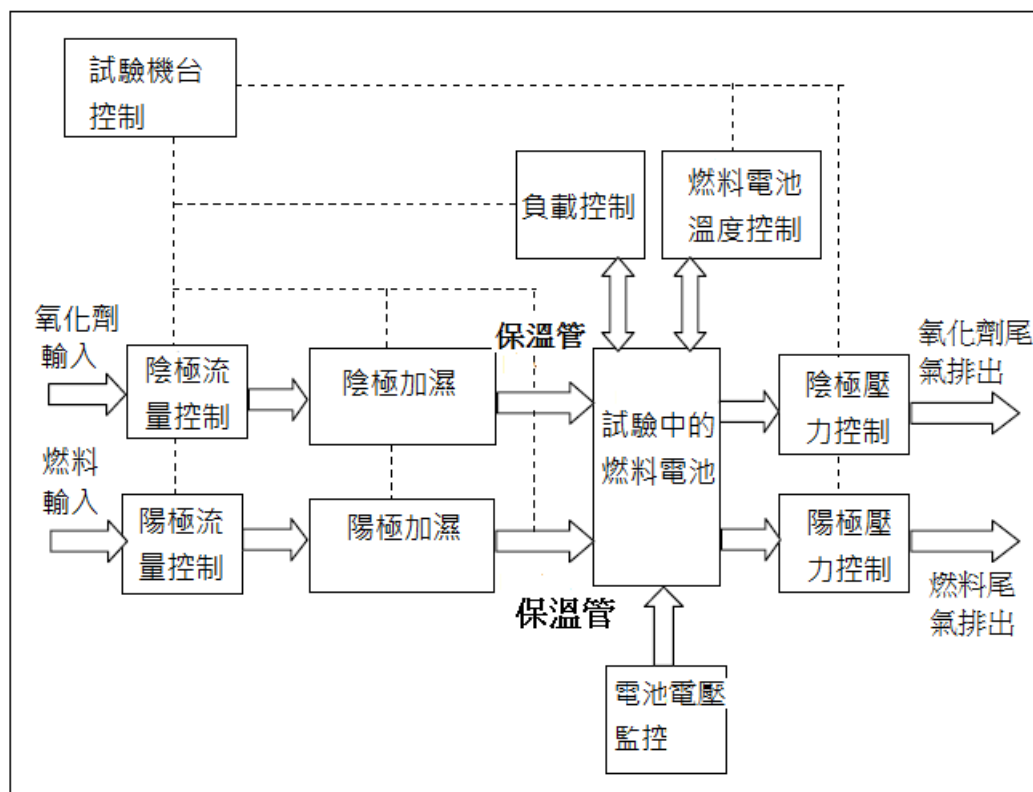 試驗機台
控制
負載控制
燃料電池
溫度控制
氧化劑
輸入
陰極流
量控制
陰極加濕
保溫管
試驗中的
燃料電池
陰極壓
力控制
氧化劑尾
氣排出
燃料
輸入
陽極流
量控制
陽極加濕
保溫管
陽極壓
力控制
燃料尾
氣排出
電池電壓
監控